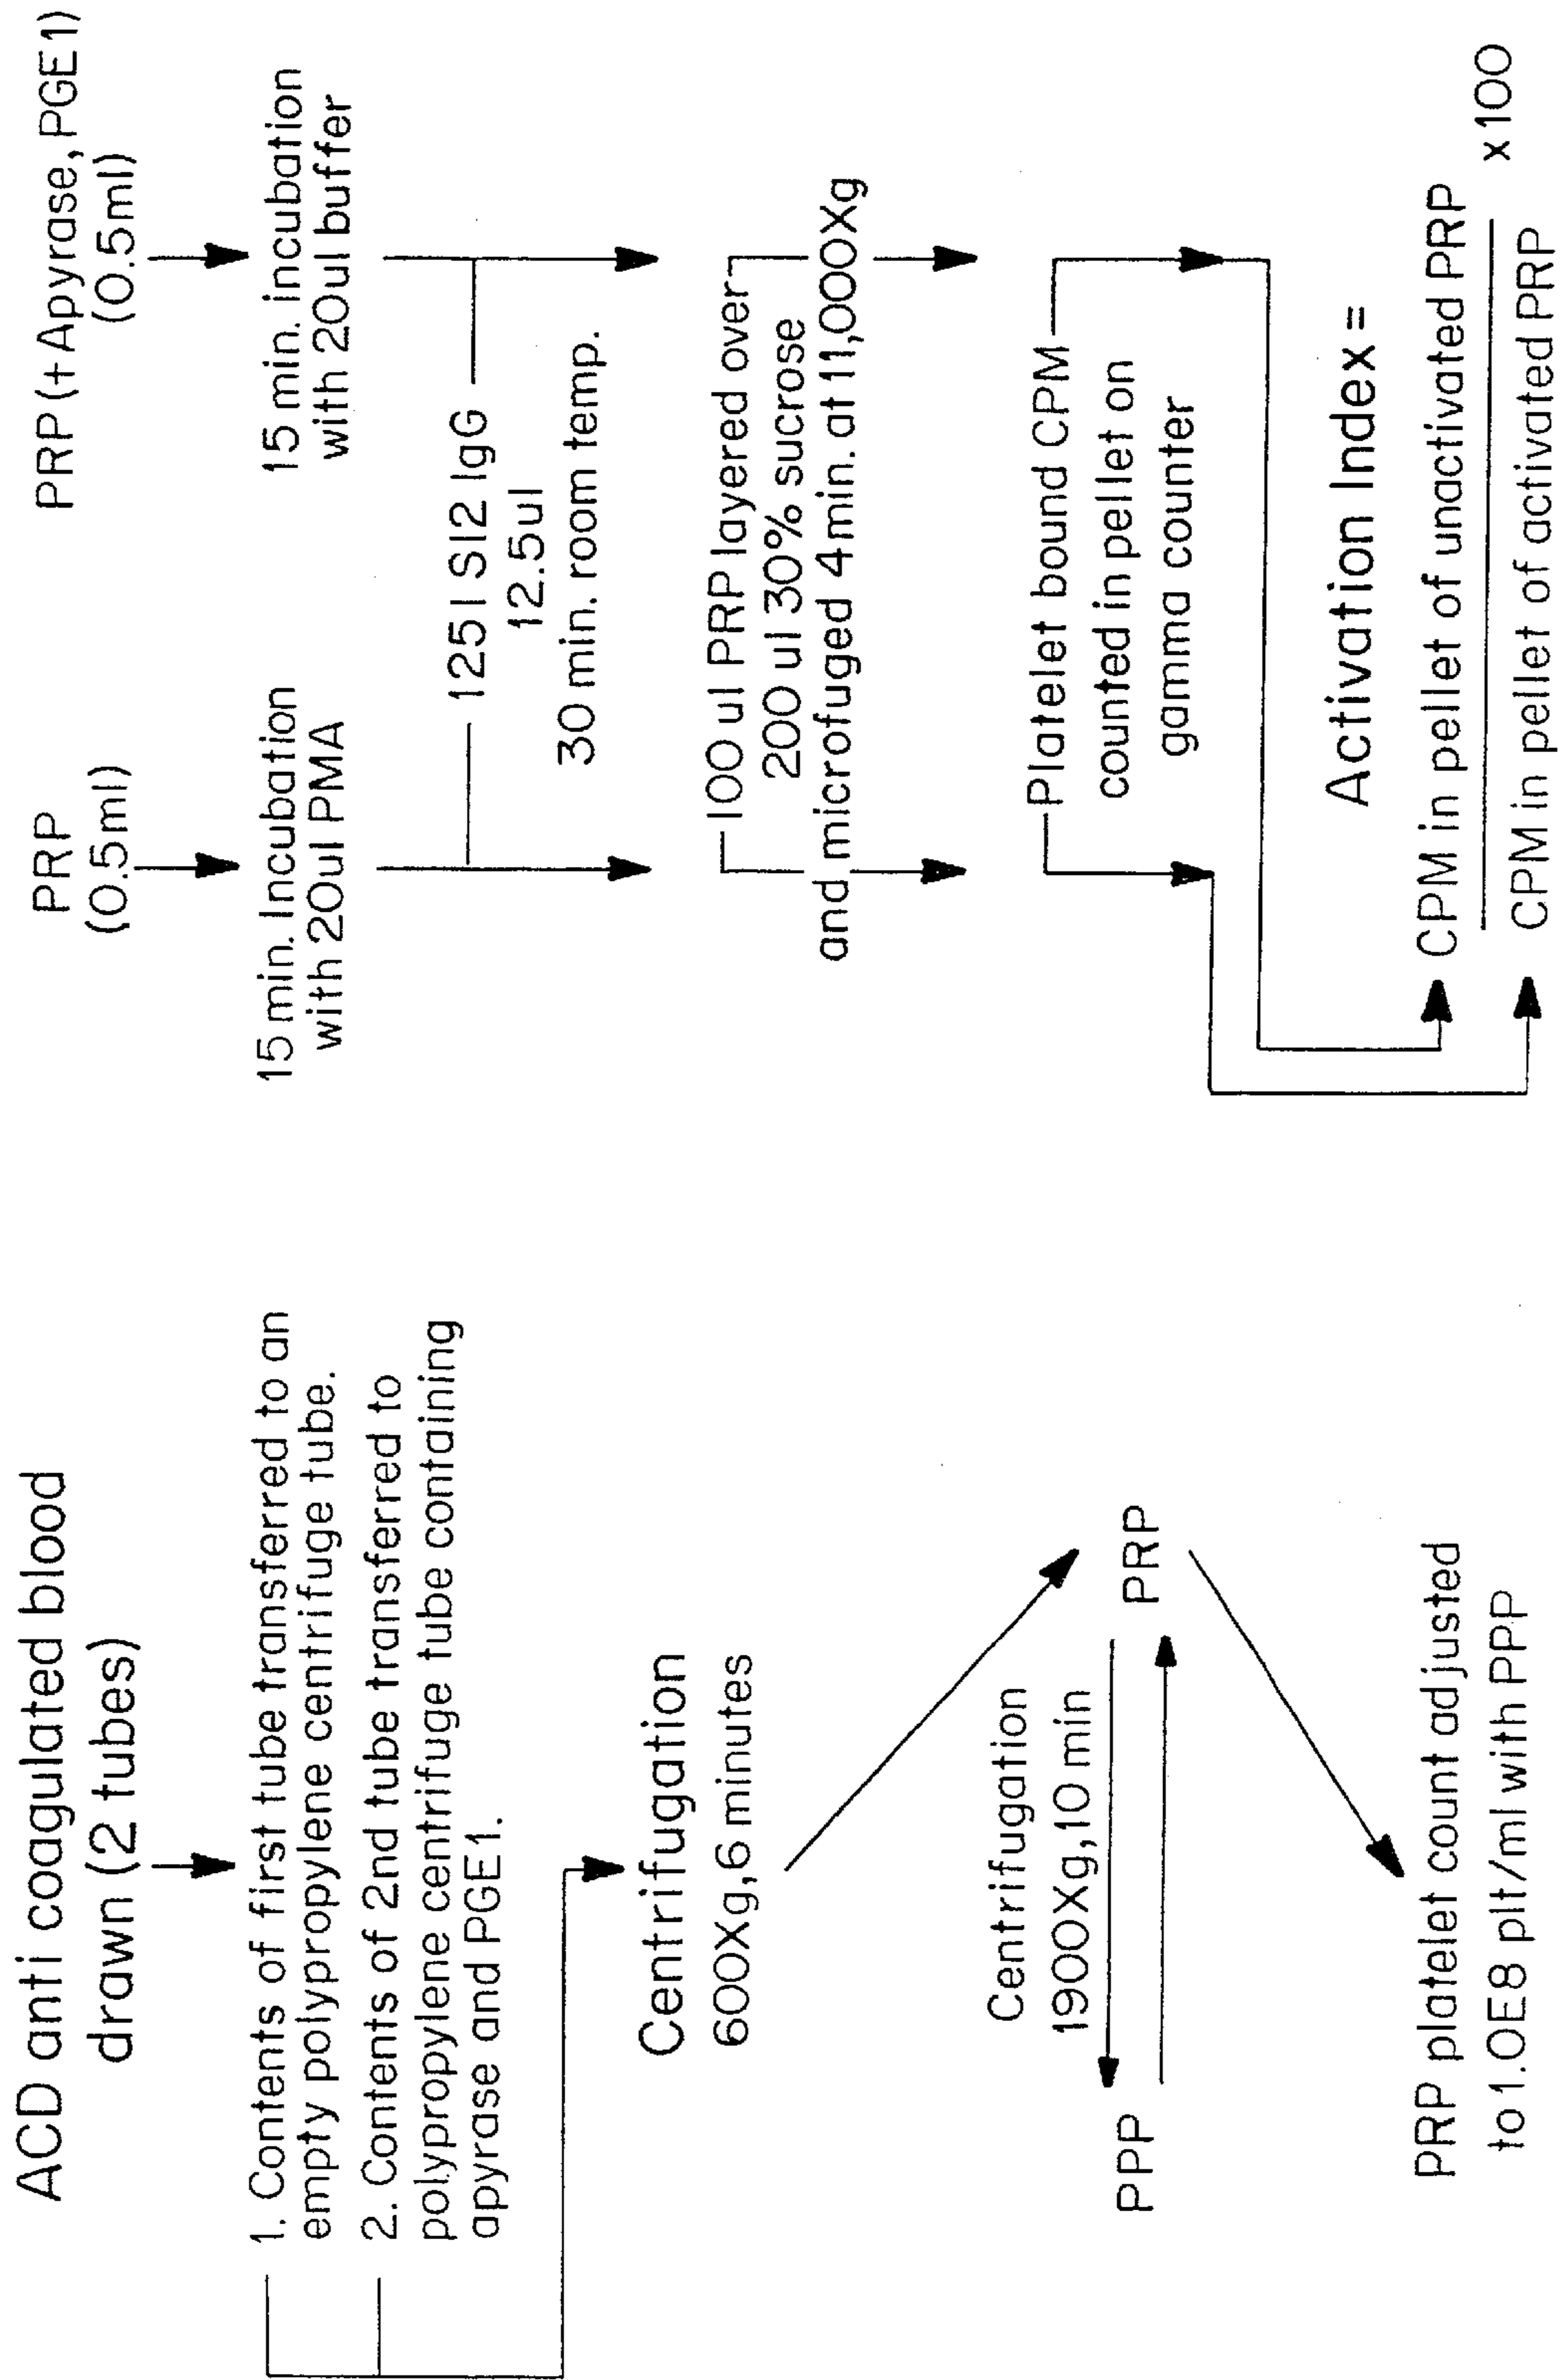 ACD anti coagulated blood
drawn (2 tubes)
1. Contents of first tube transferred to an
empty polypropylene centrifuge tube.
2. Contents of 2nd tube transferred to
polypropylene centrifuge tube containing
apyrase and PGE1.
Centrifugation
600Xg, 6 minutes
Centrifugation
1900Xg, 10 min
PPP
PRP
PRP platelet count adjusted
to 1.0E8 plt/ml with PPP
PRP
(0.5ml)
PRP (+Apyrase, PGE1)
(0.5ml)
15 min. Incubation
with 20ul PMA
15 min. incubation
with 20ul buffer
125I S12 IgG
12.5ul
30 min. room temp.
100 ul PRP layered over
200 ul 30% sucrose
and microfuged 4min. at 11,000Xg
Platelet bound CPM
counted in pellet on
gamma counter
Activation Index =
CPM in pellet of unactivated PRP
x 100
CPM in pellet of activated PRP